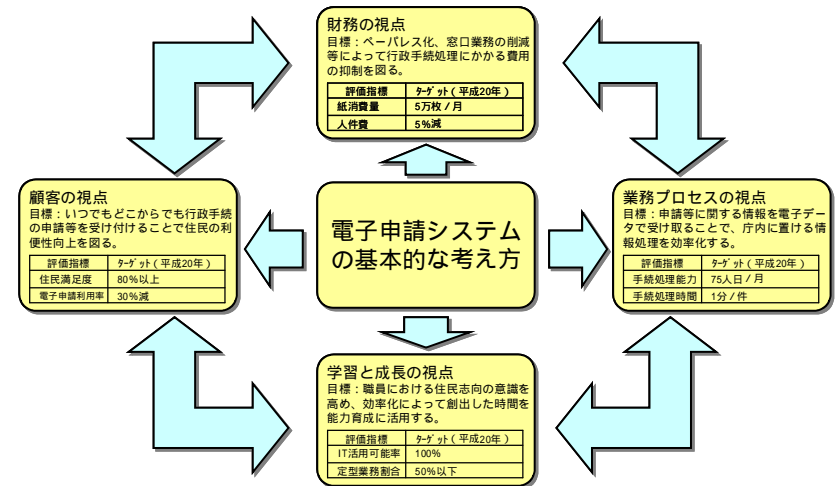 財務の視点
目標：ペーパレス化、窓口業務の削減
等によって行政手続処理にかかる費用
の抑制を図る。
評価指標 ﾀｰｹﾞｯﾄ（平成20年）
紙消費量 5万枚／月
人件費 5%減
顧客の視点
目標：いつでもどこからでも行政手続
の申請等を受け付けることで住民の利
便性向上を図る。
評価指標 ﾀｰｹﾞｯﾄ（平成20年）
住民満足度 80%以上
電子申請利用率 30%減
電子申請システム
の基本的な考え方
業務プロセスの視点
目標：申請等に関する情報を電子デー
タで受け取ることで、庁内に置ける情
報処理を効率化する。
評価指標 ﾀｰｹﾞｯﾄ（平成20年）
手続処理能力 75人日／月
手続処理時間 1分／件
学習と成長の視点
目標：職員における住民志向の意識を
高め、効率化によって創出した時間を
能力育成に活用する。
評価指標 ﾀｰｹﾞｯﾄ（平成20年）
IT活用可能率 100%
定型業務割合 50%以下